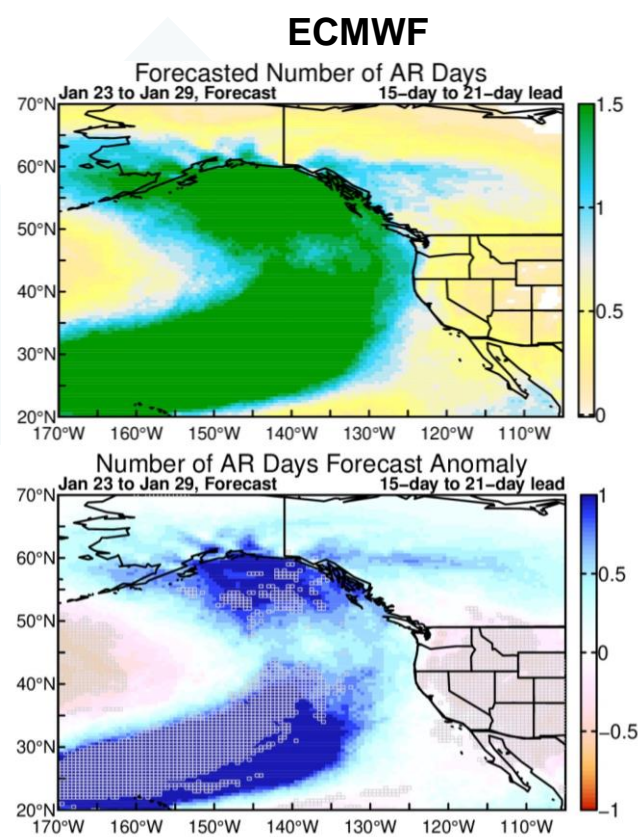 ECMWF
Forecasted Number of AR Days
Jan 23 to Jan 29, Forecast 15-day to 21-day lead
70°N
60°N
50°N
40°N
30°N
20°N
170°W 160°W 150°W 140°W 130°W 120°W 110°W
1.5
1
0.5
0
Number of AR Days Forecast Anomaly
Jan 23 to Jan 29, Forecast 15-day to 21-day lead
70°N
60°N
50°N
40°N
30°N
20°N
170°W 160°W 150°W 140°W 130°W 120°W 110°W
1
0.5
0
-0.5
-1